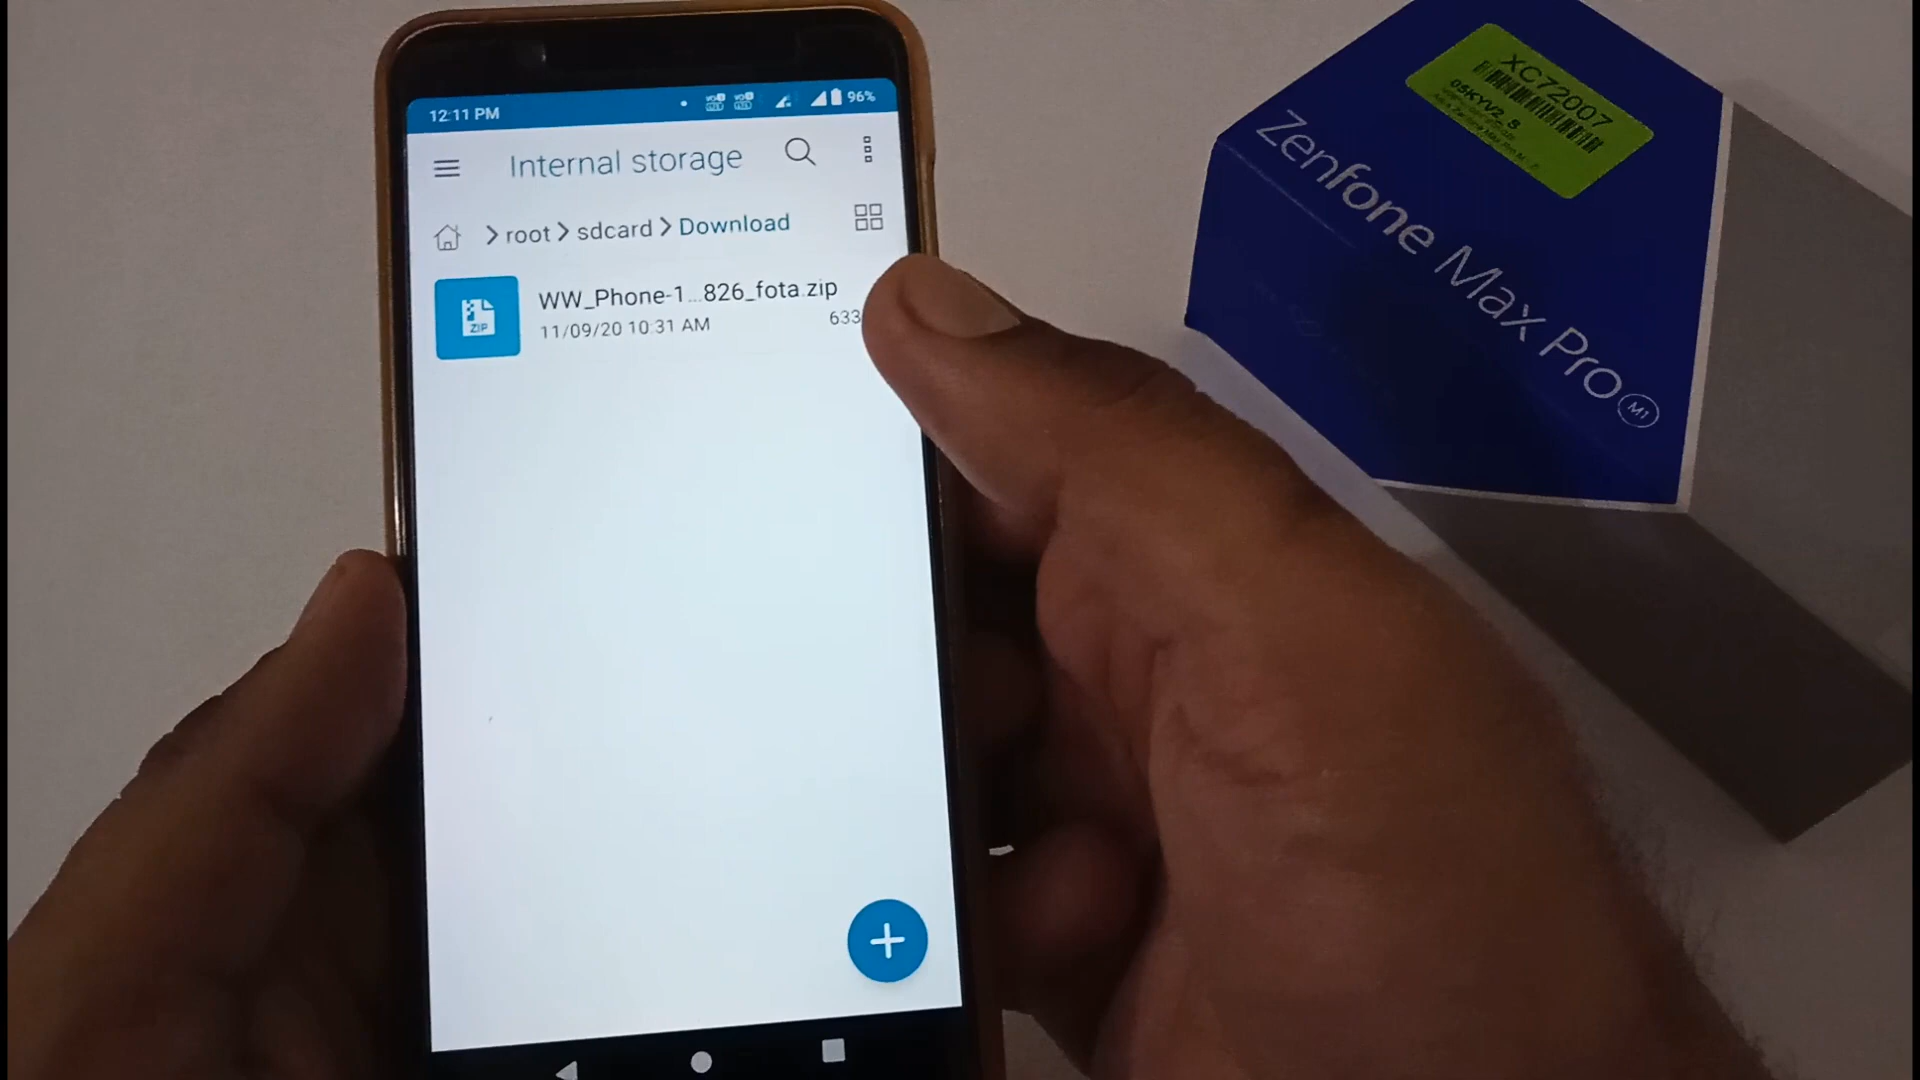 12:11 PM
96%
Internal storage
root
sdcard
Download
WW_Phone-1...826_fota.zip
11/09/20 10:31 AM
633
ZIP
XC72007
05KYV2_S
Zenfone Max Pro
M1